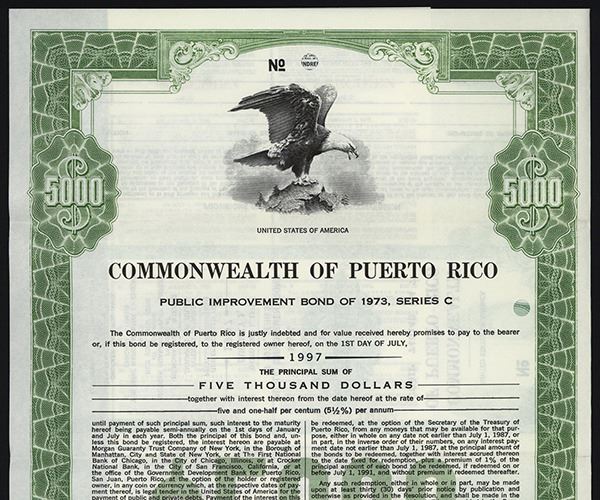 No
5000
5000
UNITED STATES OF AMERICA
COMMONWEALTH OF PUERTO RICO
PUBLIC IMPROVEMENT BOND OF 1973, SERIES C
The Commonwealth of Puerto Rico is justly indebted and for value received hereby promises to pay to the bearer
or, if this bond be registered, to the registered owner hereof, on the 1ST DAY OF JULY,
1997
THE PRINCIPAL SUM OF
FIVE THOUSAND DOLLARS
together with interest thereon from the date hereof at the rate of
five and one-half per centum (5½%) per annum
until payment of such principal sum, such interest to the maturity
hereof being payable semi-annually on the 1st days of January
and July in each year. Both the principal of this bond and, un-
less this bond be registered, the interest hereon are payable at
Morgan Guaranty Trust Company of New York, in the Borough of
Manhattan, City and State of New York, or at The First National
Bank of Chicago, in the City of Chicago, Illinois, or at Crocker
National Bank, in the City of San Francisco, California, or at
the office of the Government Development Bank for Puerto Rico,
San Juan, Puerto Rico, at the option of the holder or registered
owner, in any coin or currency which, at the respective dates of pay-
ment thereof, is legal tender in the United States of America for the
payment of public and private debts. Payment of the interest on this
be redeemed, at the option of the Secretary of the Treasury of
Puerto Rico, from any moneys that may be available for that pur-
pose, either in whole on any date not earlier than July 1, 1987, or
in part, in the inverse order of their numbers, on any interest pay-
ment date not earlier than July 1, 1987, at the principal amount of
the bonds to be redeemed, together with interest accrued thereon
to the date fixed for redemption, plus a premium of 1% of the
principal amount of each bond to be redeemed, if redeemed on or
before July 1, 1991, and without premium if redeemed thereafter.
Any such redemption, either in whole or in part, may be made
upon at least thirty (30) days' prior notice by publication and
otherwise as provided in the Resolution, and shall be made in the